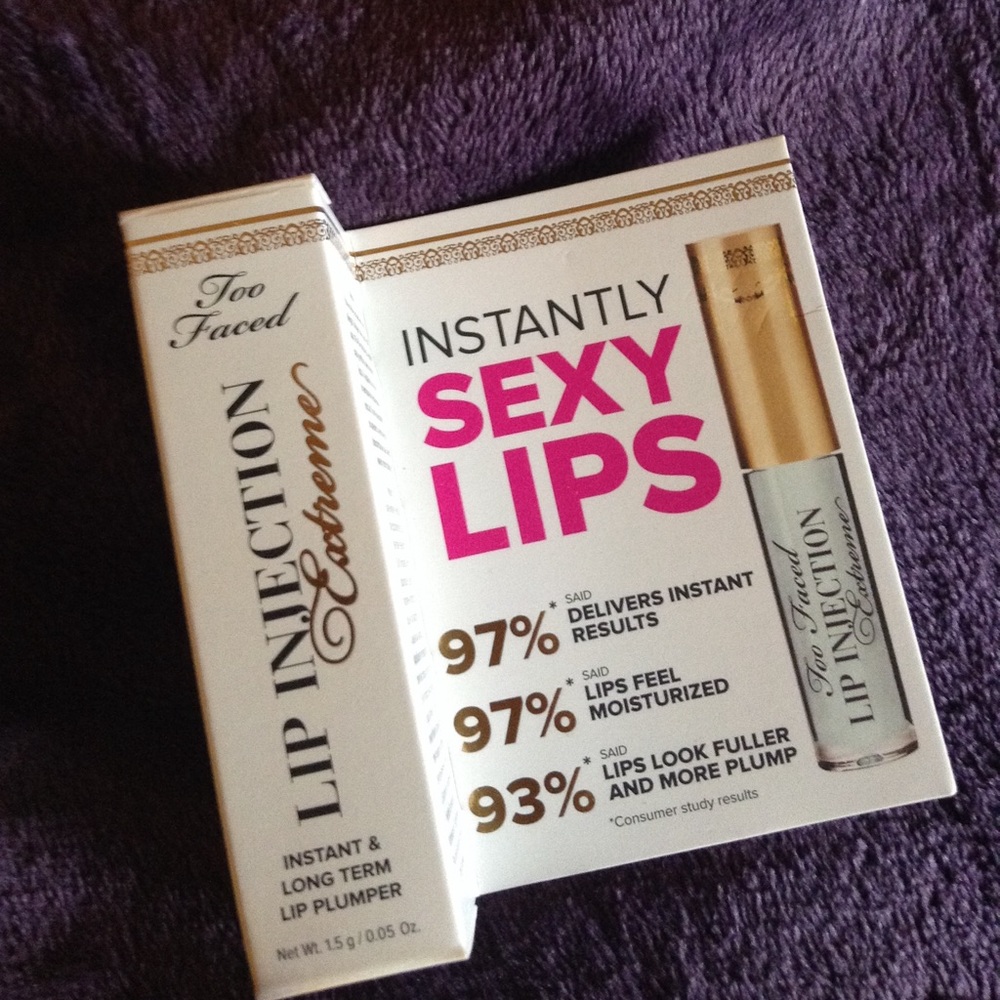 Too
Faced
LIP INJECTION
Extreme
INSTANT &
LONG TERM
LIP PLUMPER
Net Wt. 1.5 g / 0.05 Oz.
INSTANTLY
SEXY
LIPS
97%* SAID
DELIVERS INSTANT
RESULTS
97%* SAID
LIPS FEEL
MOISTURIZED
93%* SAID
LIPS LOOK FULLER
AND MORE PLUMP
*Consumer study results
Too Faced
LIP INJECTION
Extreme